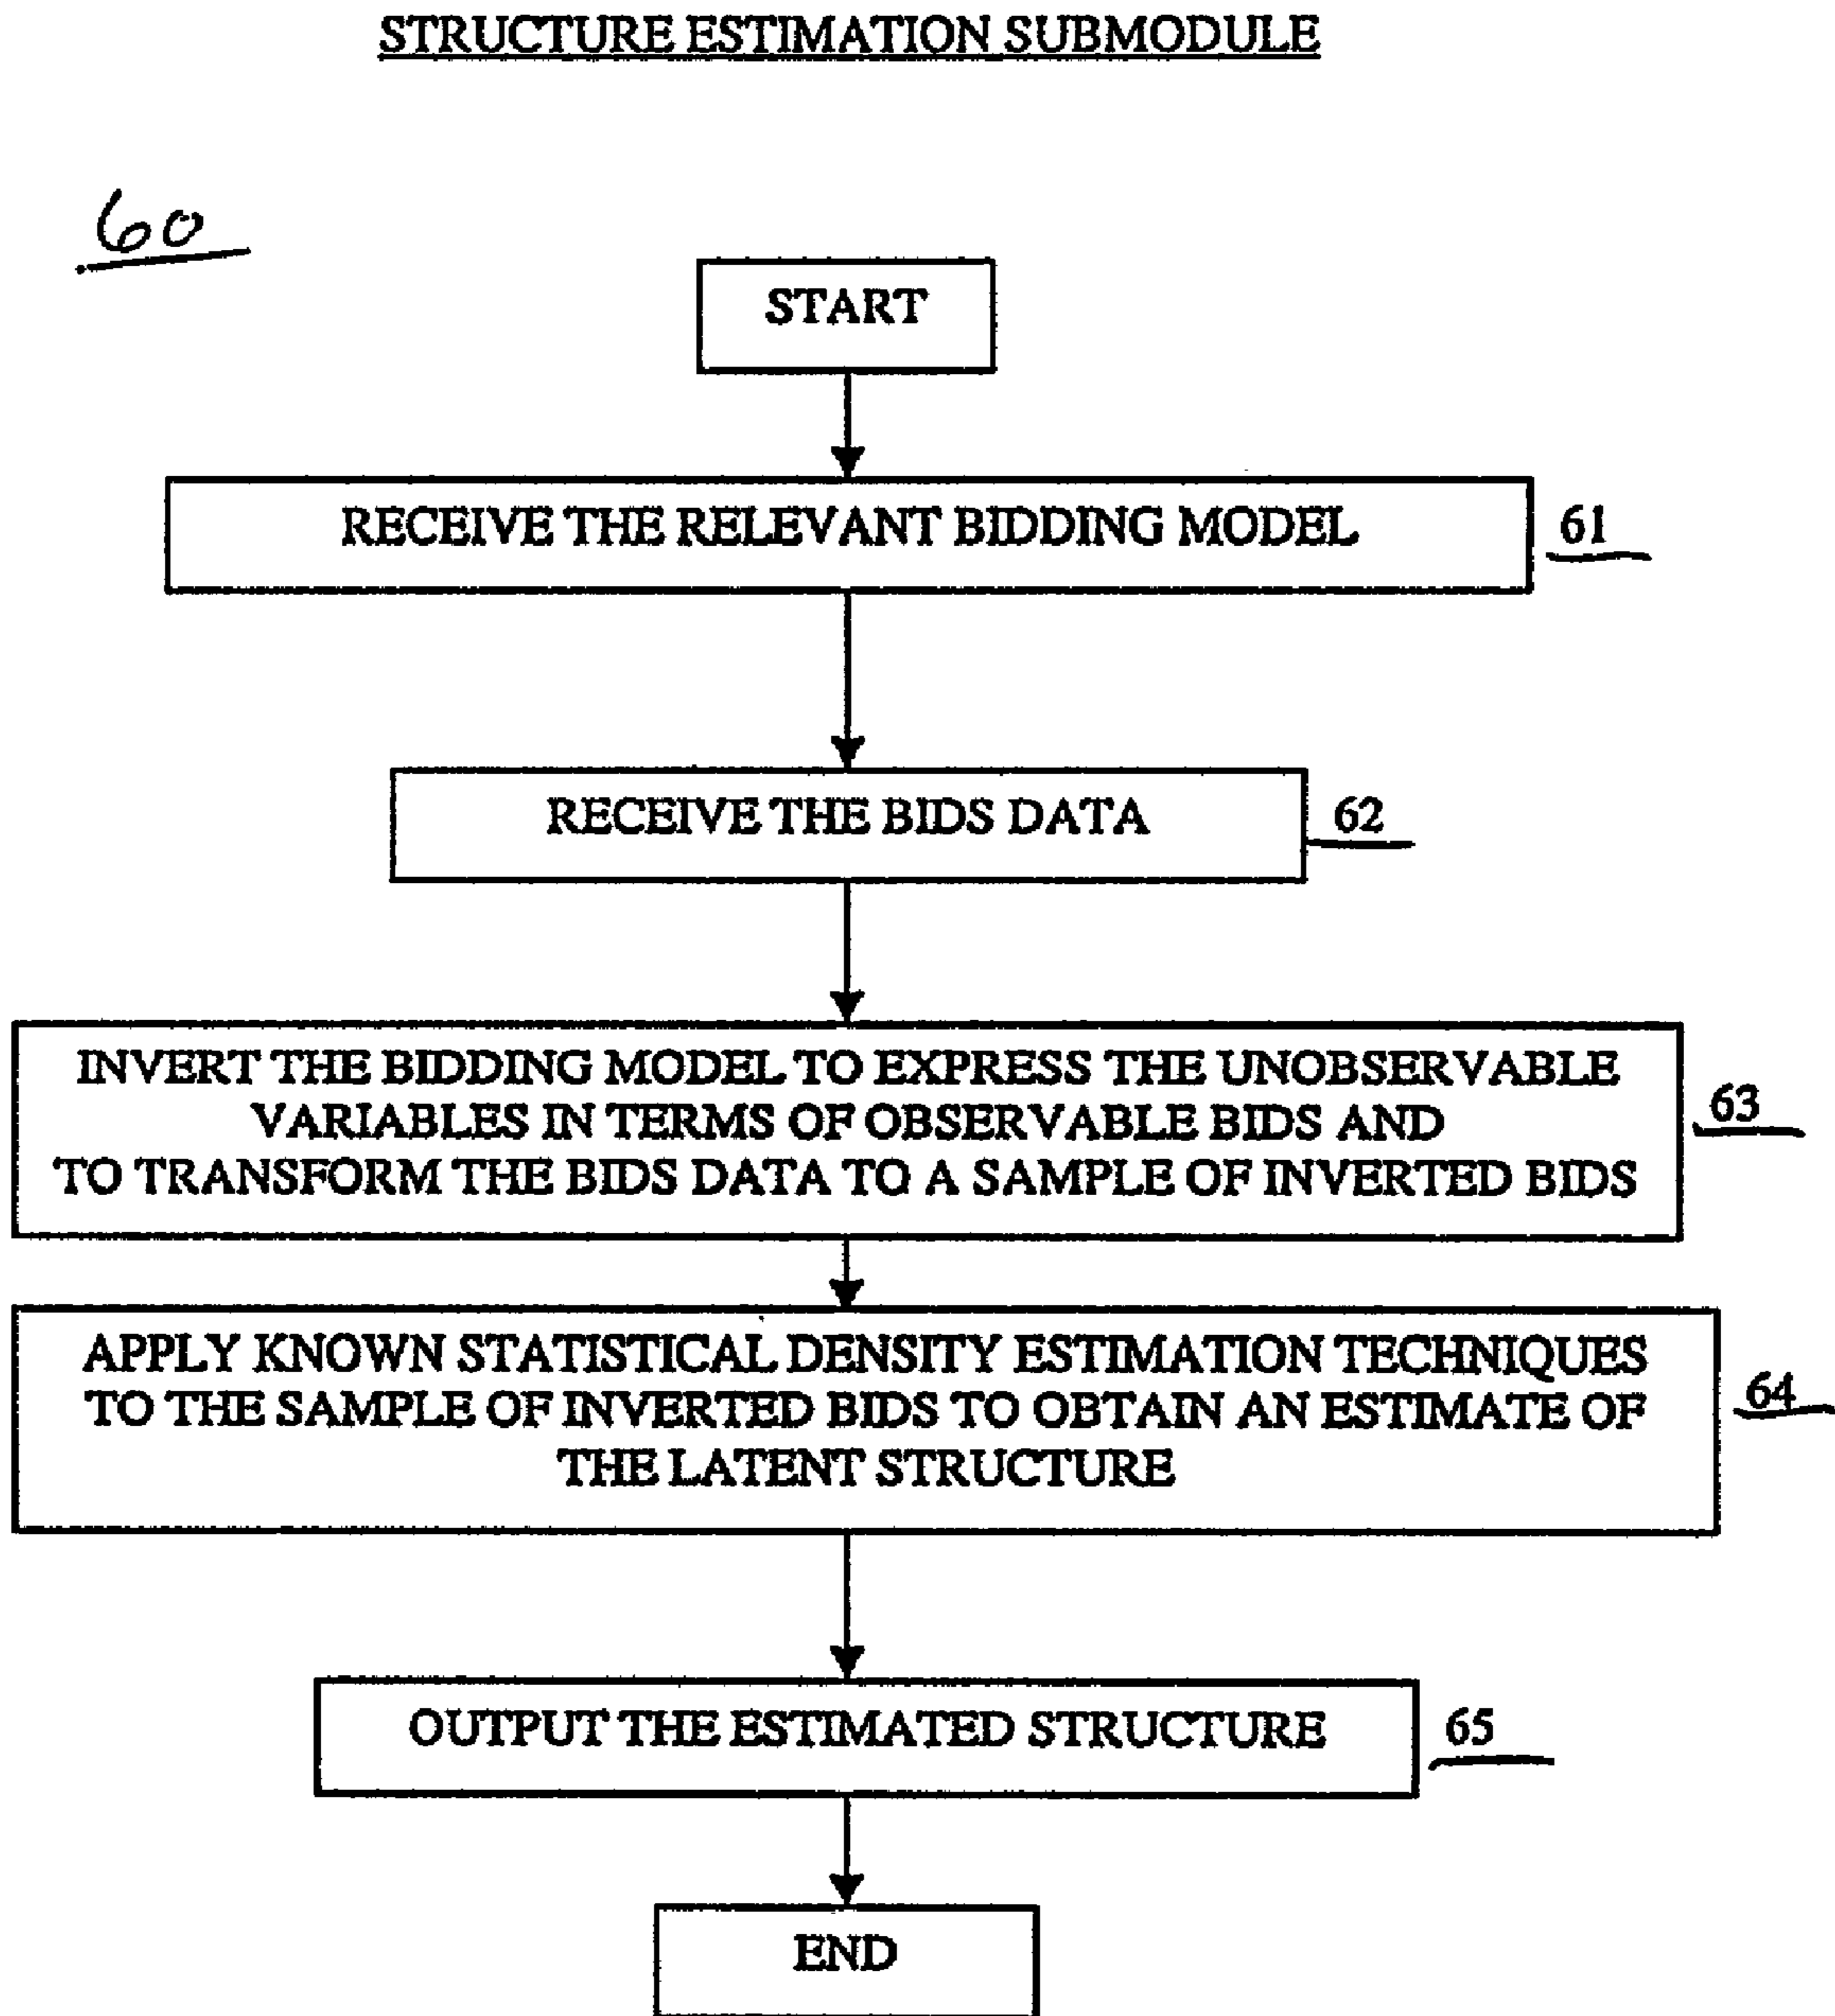 STRUCTURE ESTIMATION SUBMODULE
60
START
RECEIVE THE RELEVANT BIDDING MODEL
61
RECEIVE THE BIDS DATA
62
INVERT THE BIDDING MODEL TO EXPRESS THE UNOBSERVABLE
VARIABLES IN TERMS OF OBSERVABLE BIDS AND
TO TRANSFORM THE BIDS DATA TO A SAMPLE OF INVERTED BIDS
63
APPLY KNOWN STATISTICAL DENSITY ESTIMATION TECHNIQUES
TO THE SAMPLE OF INVERTED BIDS TO OBTAIN AN ESTIMATE OF
THE LATENT STRUCTURE
64
OUTPUT THE ESTIMATED STRUCTURE
65
END